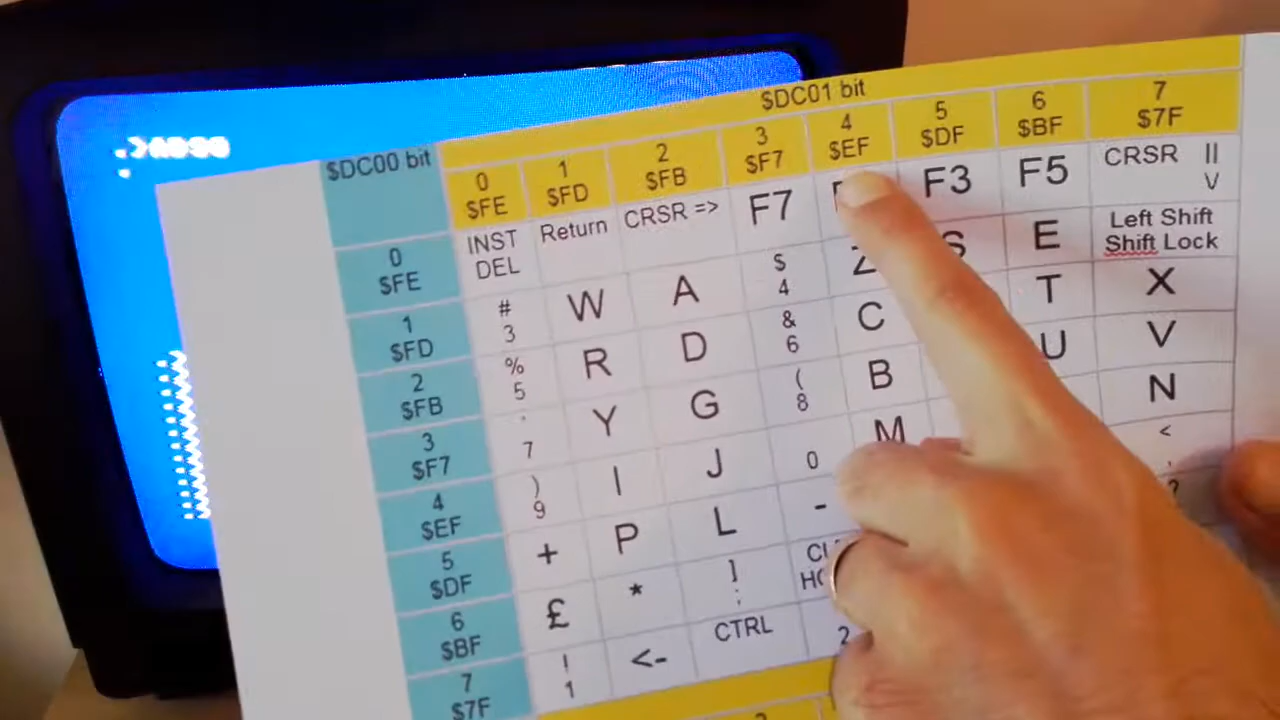 $DC01 bit
$DC00 bit
0 1 2 3 4 5 6 7
$FE $FD $FB $F7 $EF $DF $BF $7F
0 $FE INST DEL Return CRSR => F7 F3 F5 CRSR || V
1 $FD # 3 W A $ 4 Z S E Left Shift Shift Lock
2 $FB % 5 R D & 6 C T X
3 $F7 ' 7 Y G ( 8 B U V
4 $EF ) 9 I J 0 M N
5 $DF + P L - < ,
6 $BF £ * ] ; ?
7 $7F ! 1 <- CTRL 2